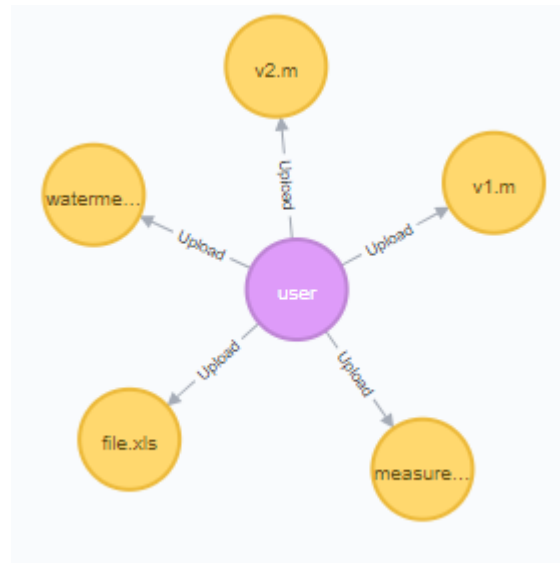 v2.m
waterme...
v1.m
Upload
Upload
Upload
user
Upload
Upload
file.xls
measure...